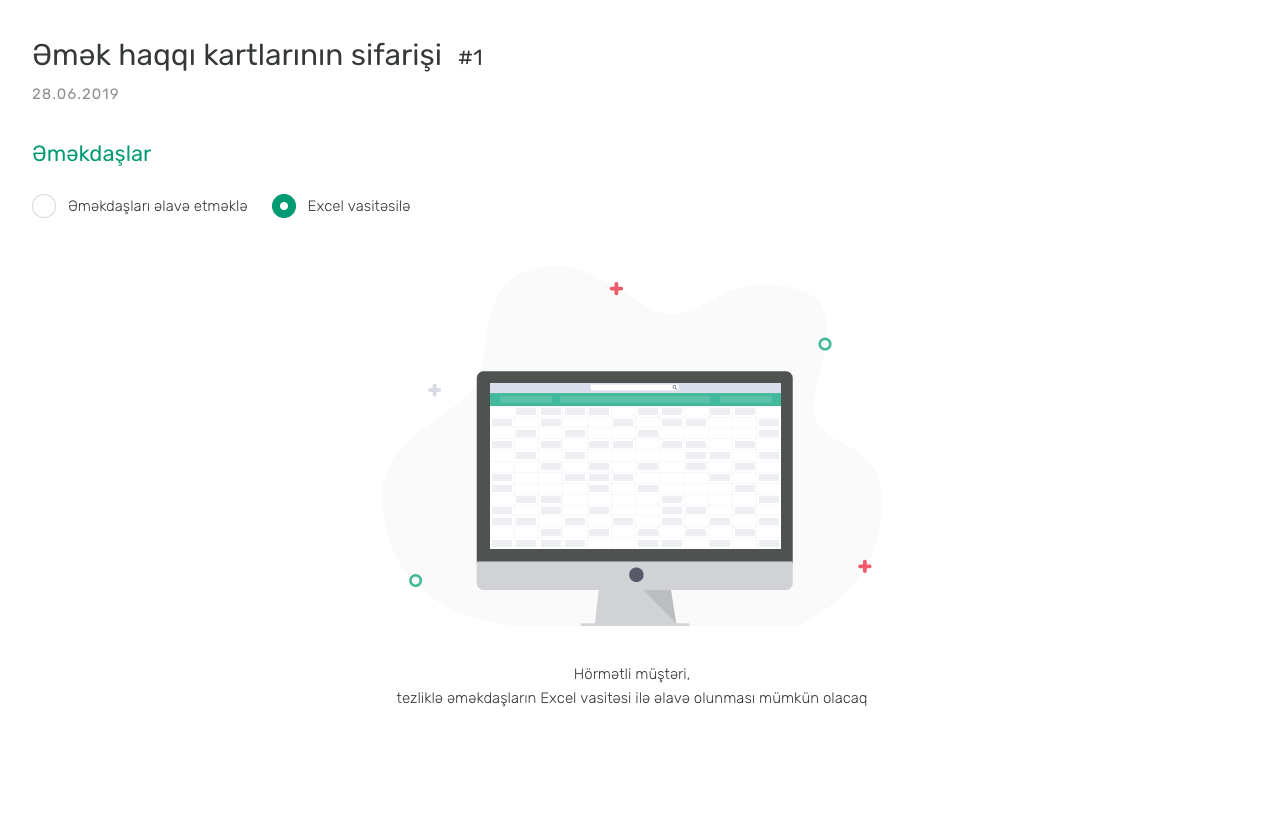 Əmək haqqı kartlarının sifarişi #1
28.06.2019
Əməkdaşlar
Əməkdaşları əlavə etməklə
Excel vasitəsilə
Hörmətli müştəri,
tezliklə əməkdaşların Excel vasitəsi ilə əlavə olunması mümkün olacaq